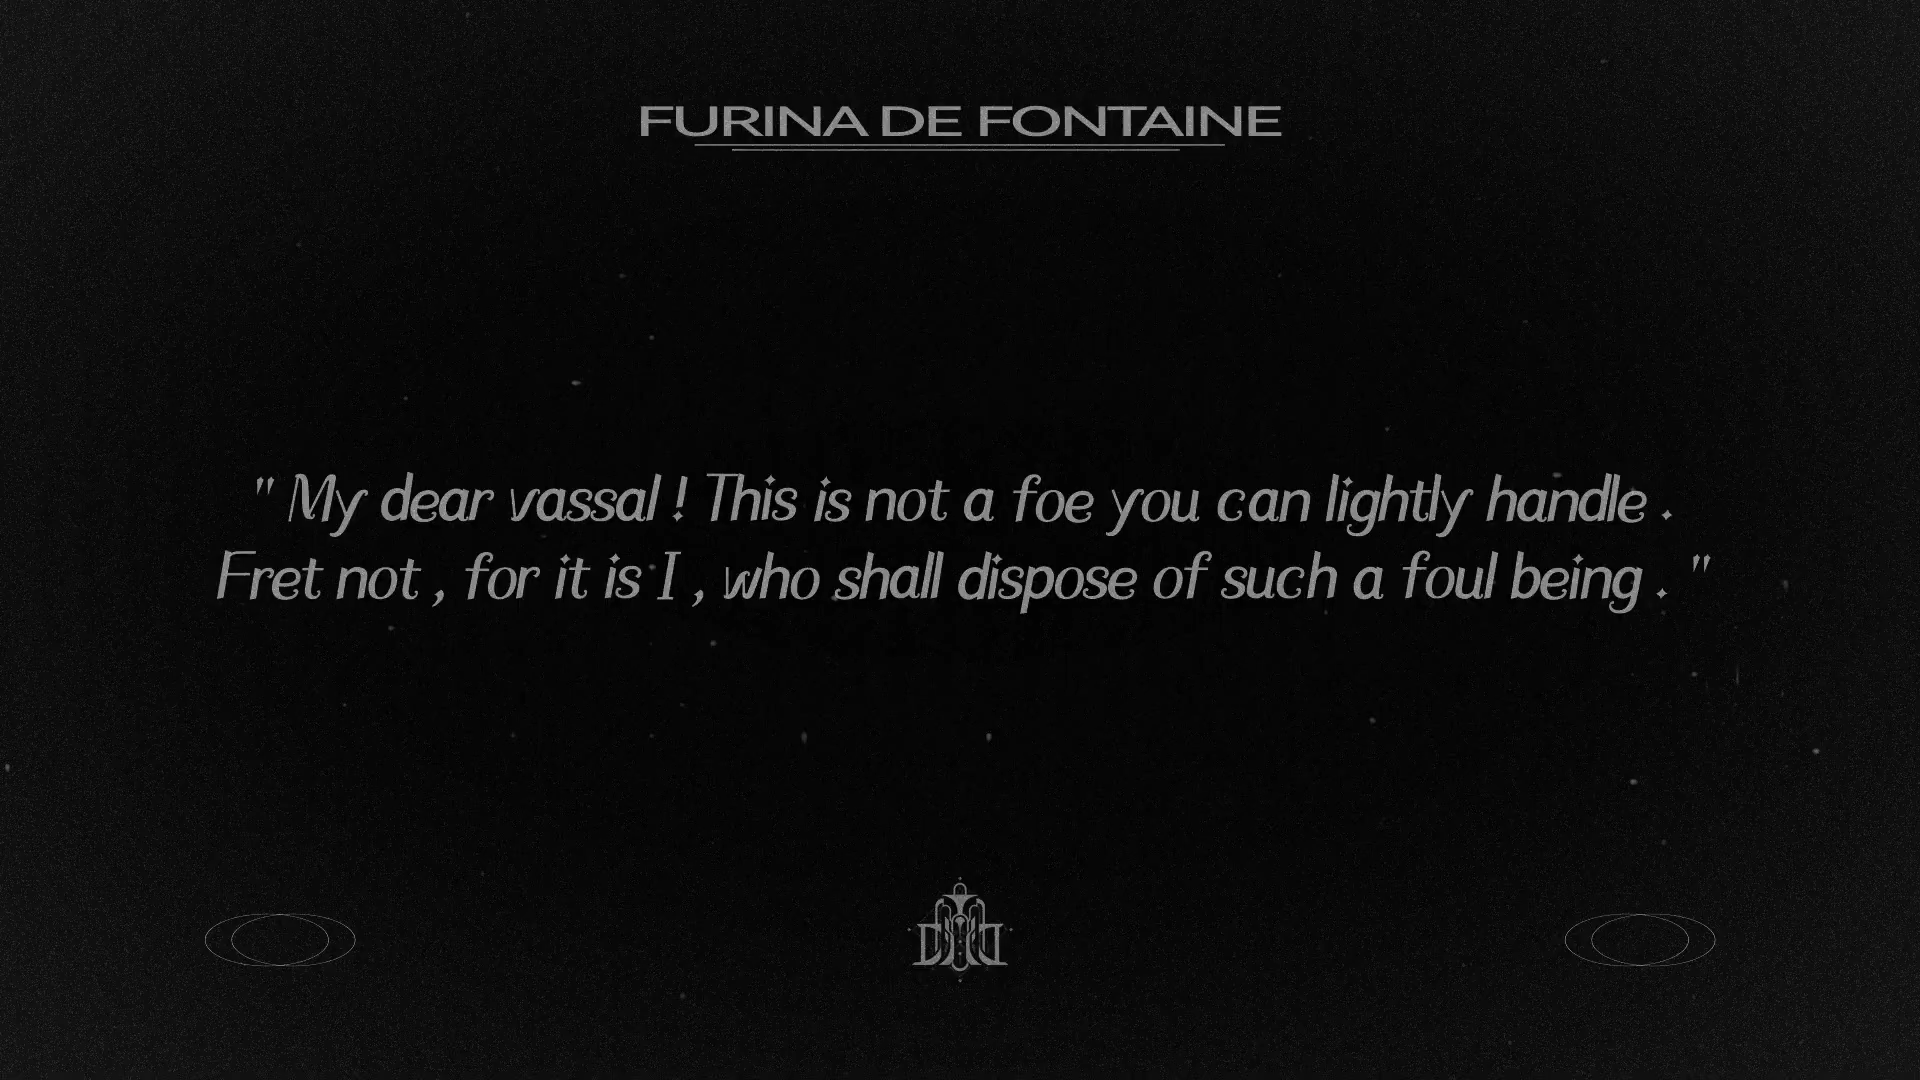 FURINA DE FONTAINE
" My dear vassal ! This is not a foe you can lightly handle .
Fret not , for it is I , who shall dispose of such a foul being . "